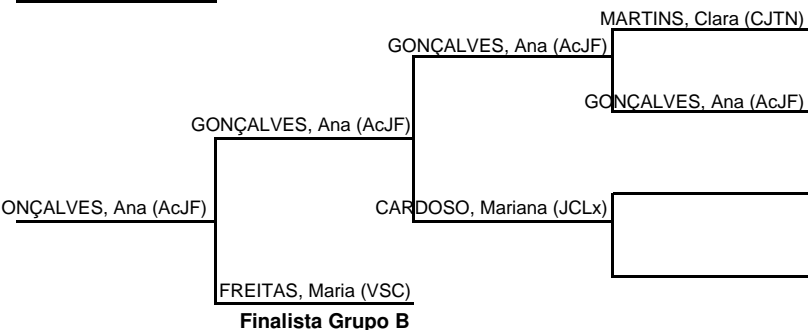 MARTINS, Clara (CJTN)
GONÇALVES, Ana (AcJF)
GONÇALVES, Ana (AcJF)
GONÇALVES, Ana (AcJF)
ONÇALVES, Ana (AcJF)
CARDOSO, Mariana (JCLx)
FREITAS, Maria (VSC)
Finalista Grupo B